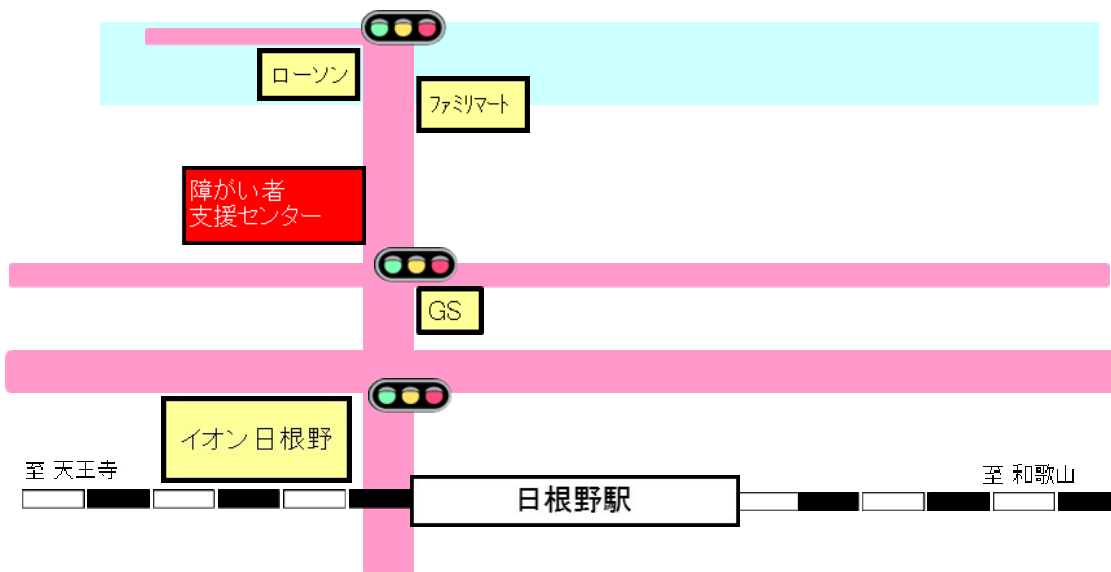 ローソン
ファミリマート
障がい者
支援センター
GS
イオン日根野
至 天王寺
至 和歌山
日根野駅